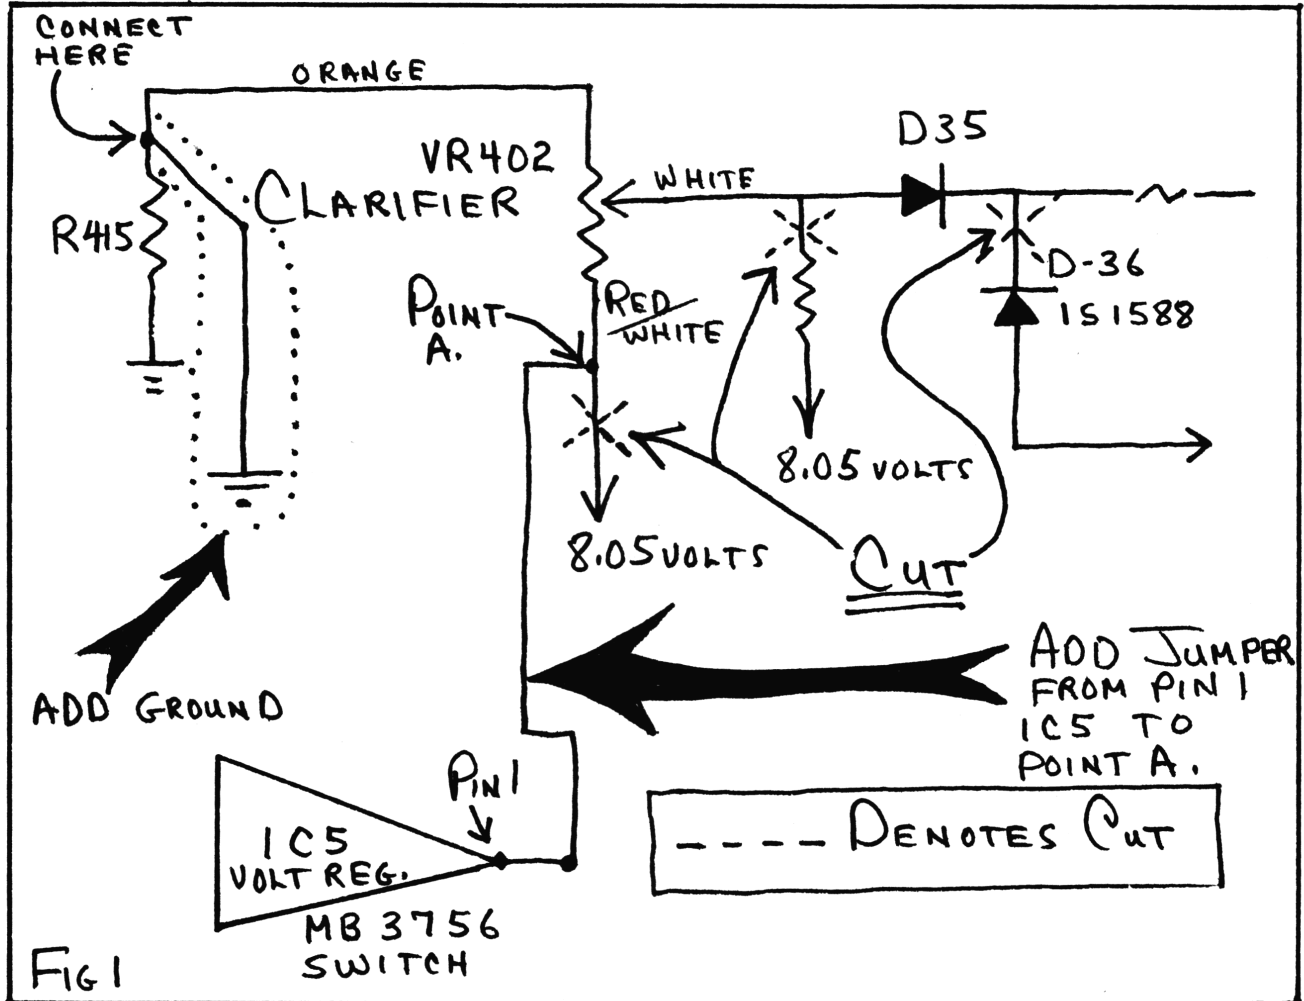 CONNECT
HERE
ORANGE
VR402
CLARIFIER
R415
WHITE
D35
D-36
1S1588
POINT
A.
RED/
WHITE
8.05 VOLTS
8.05 VOLTS
CUT
ADD GROUND
ADD JUMPER
FROM PIN 1
IC5 TO
POINT A.
PIN 1
IC5
VOLT REG.
MB 3756
SWITCH
---- DENOTES CUT
FIG 1